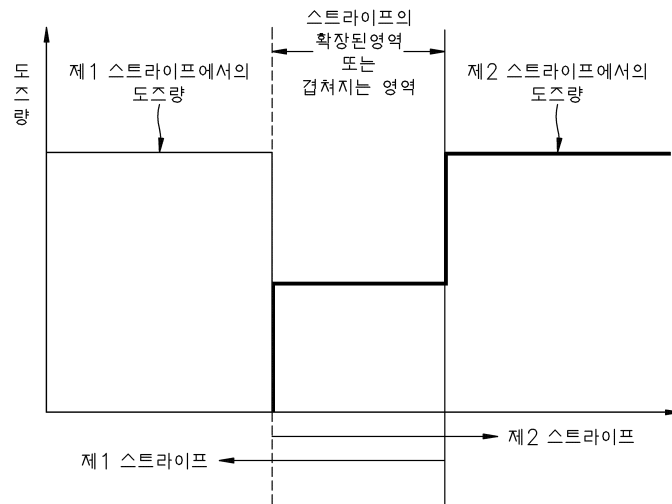 스트라이프의
확장된영역
또는
겹쳐지는 영역
도즈량
제1 스트라이프에서의
도즈량
제2 스트라이프에서의
도즈량
제2 스트라이프
제1 스트라이프